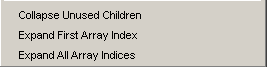 Collapse Unused Children
Expand First Array Index
Expand All Array Indices